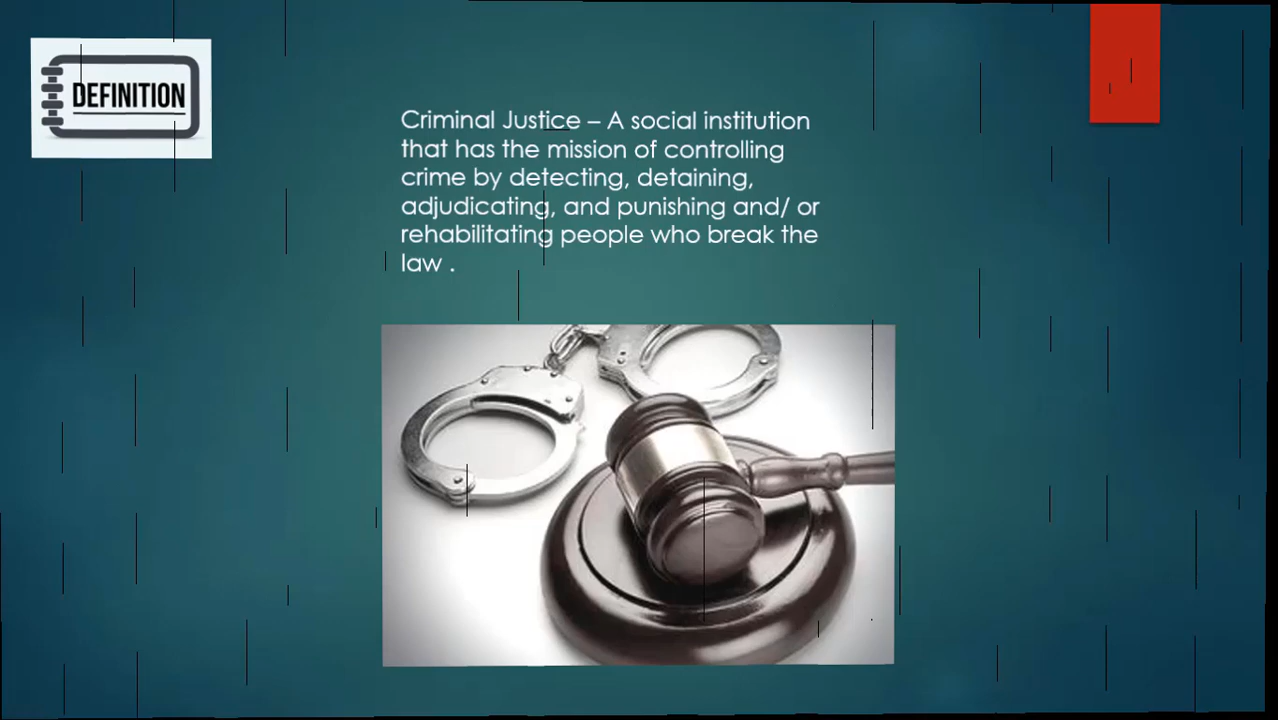 DEFINITION
Criminal Justice – A social institution
that has the mission of controlling
crime by detecting, detaining,
adjudicating, and punishing and/ or
rehabilitating people who break the
law .